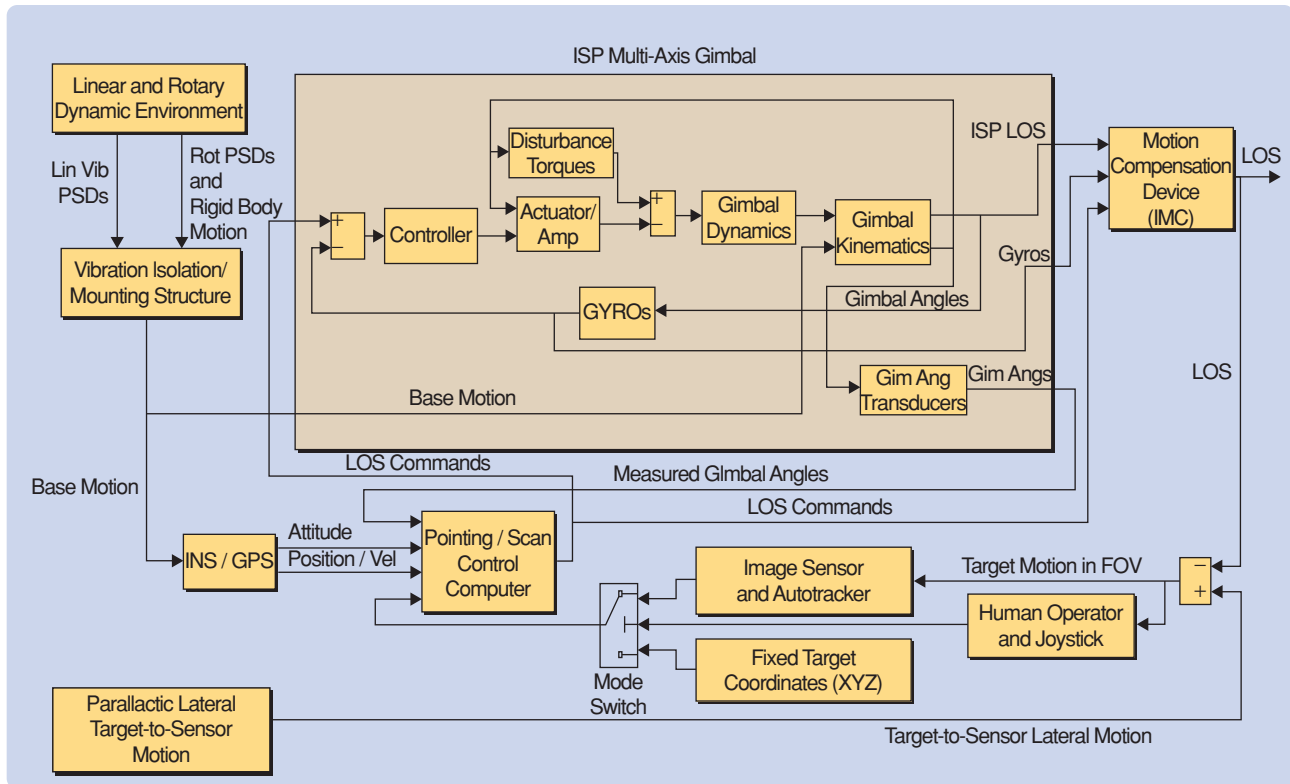 ISP Multi-Axis Gimbal
Linear and Rotary
Dynamic Environment
Lin Vib
PSDs
Rot PSDs
and
Rigid Body
Motion
Vibration Isolation/
Mounting Structure
Disturbance
Torques
+
−
Controller
Actuator/
Amp
+
−
Gimbal
Dynamics
Gimbal
Kinematics
ISP LOS
Motion
Compensation
Device
(IMC)
LOS
Gyros
GYROs
Gimbal Angles
Gim Ang
Transducers
Gim Angs
LOS
Base Motion
LOS Commands
Measured GImbal Angles
LOS Commands
Base Motion
INS / GPS
Attitude
Position / Vel
Pointing / Scan
Control
Computer
Image Sensor
and Autotracker
Target Motion in FOV
−
+
Human Operator
and Joystick
Fixed Target
Coordinates (XYZ)
Mode
Switch
Parallactic Lateral
Target-to-Sensor
Motion
Target-to-Sensor Lateral Motion